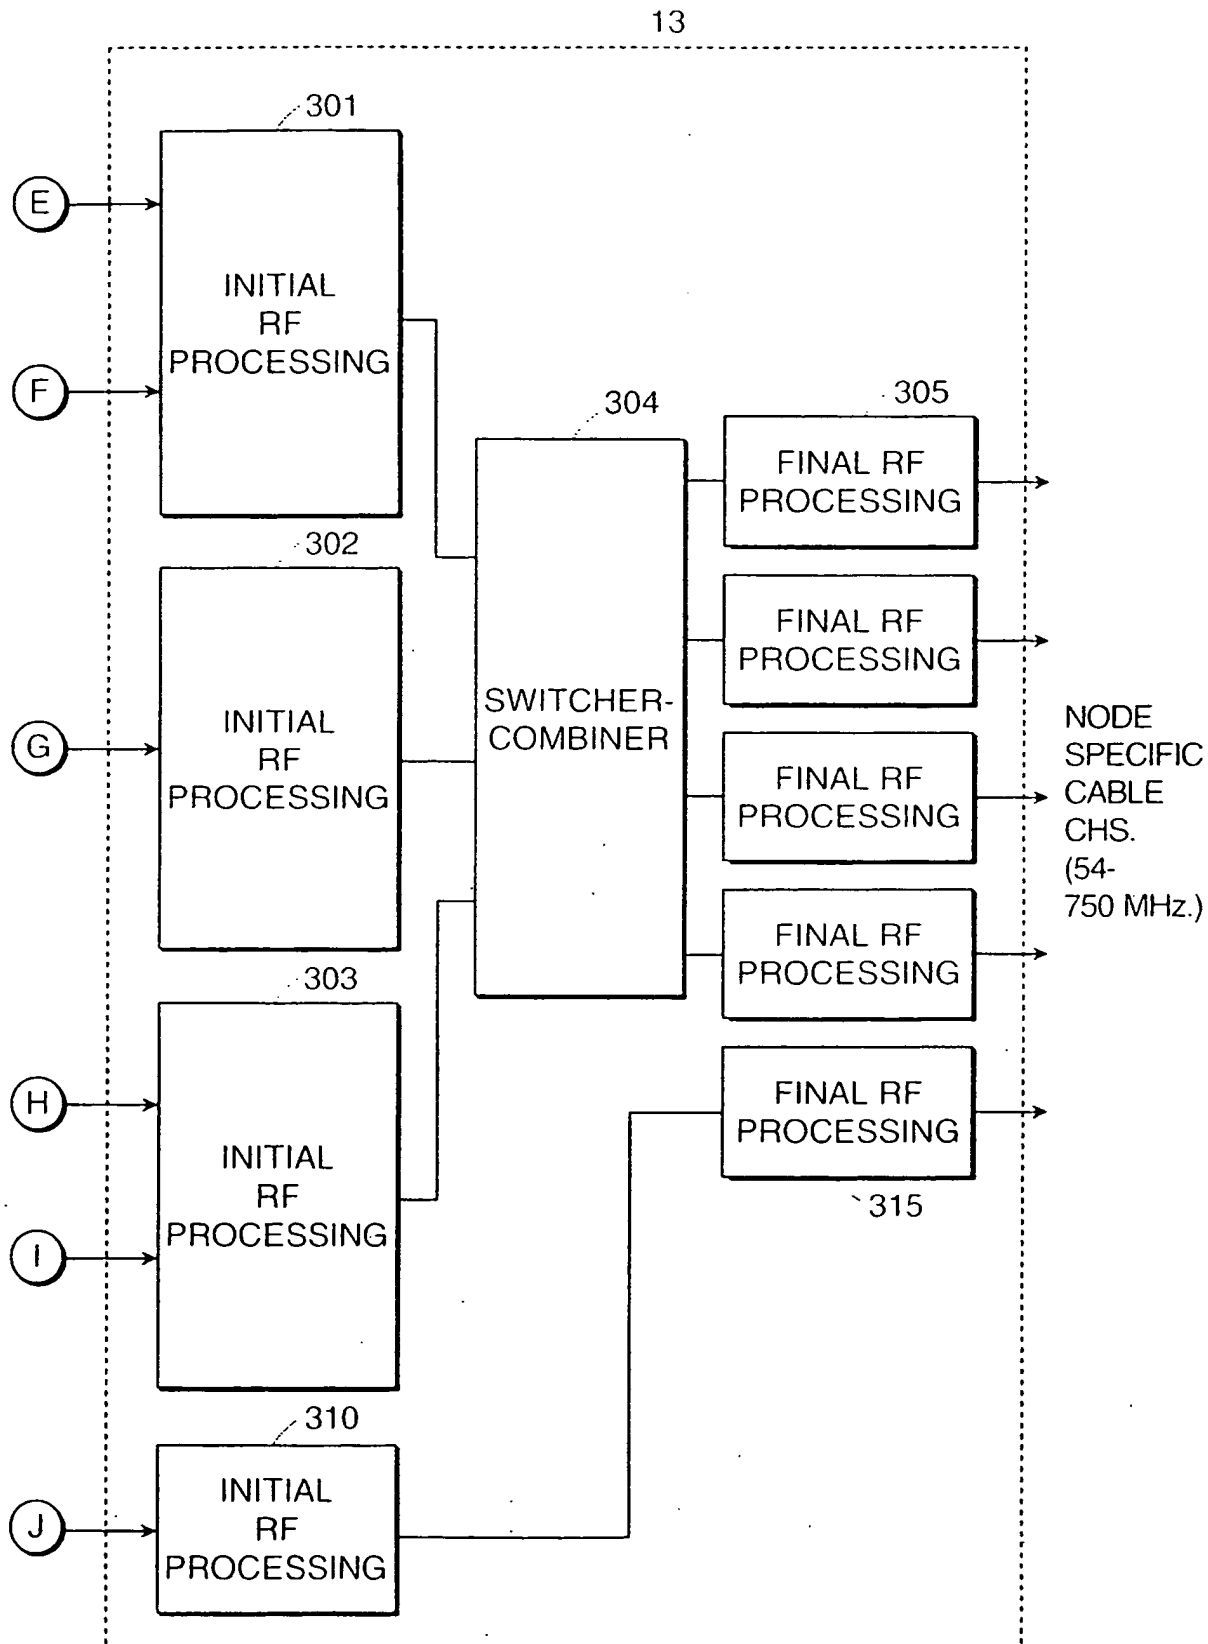 13
301
E
INITIAL
RF
PROCESSING
F
302
G
INITIAL
RF
PROCESSING
303
H
INITIAL
RF
PROCESSING
I
310
J
INITIAL
RF
PROCESSING
304
SWITCHER-
COMBINER
305
FINAL RF
PROCESSING
FINAL RF
PROCESSING
FINAL RF
PROCESSING
FINAL RF
PROCESSING
FINAL RF
PROCESSING
315
NODE
SPECIFIC
CABLE
CHS.
(54-
750 MHz.)